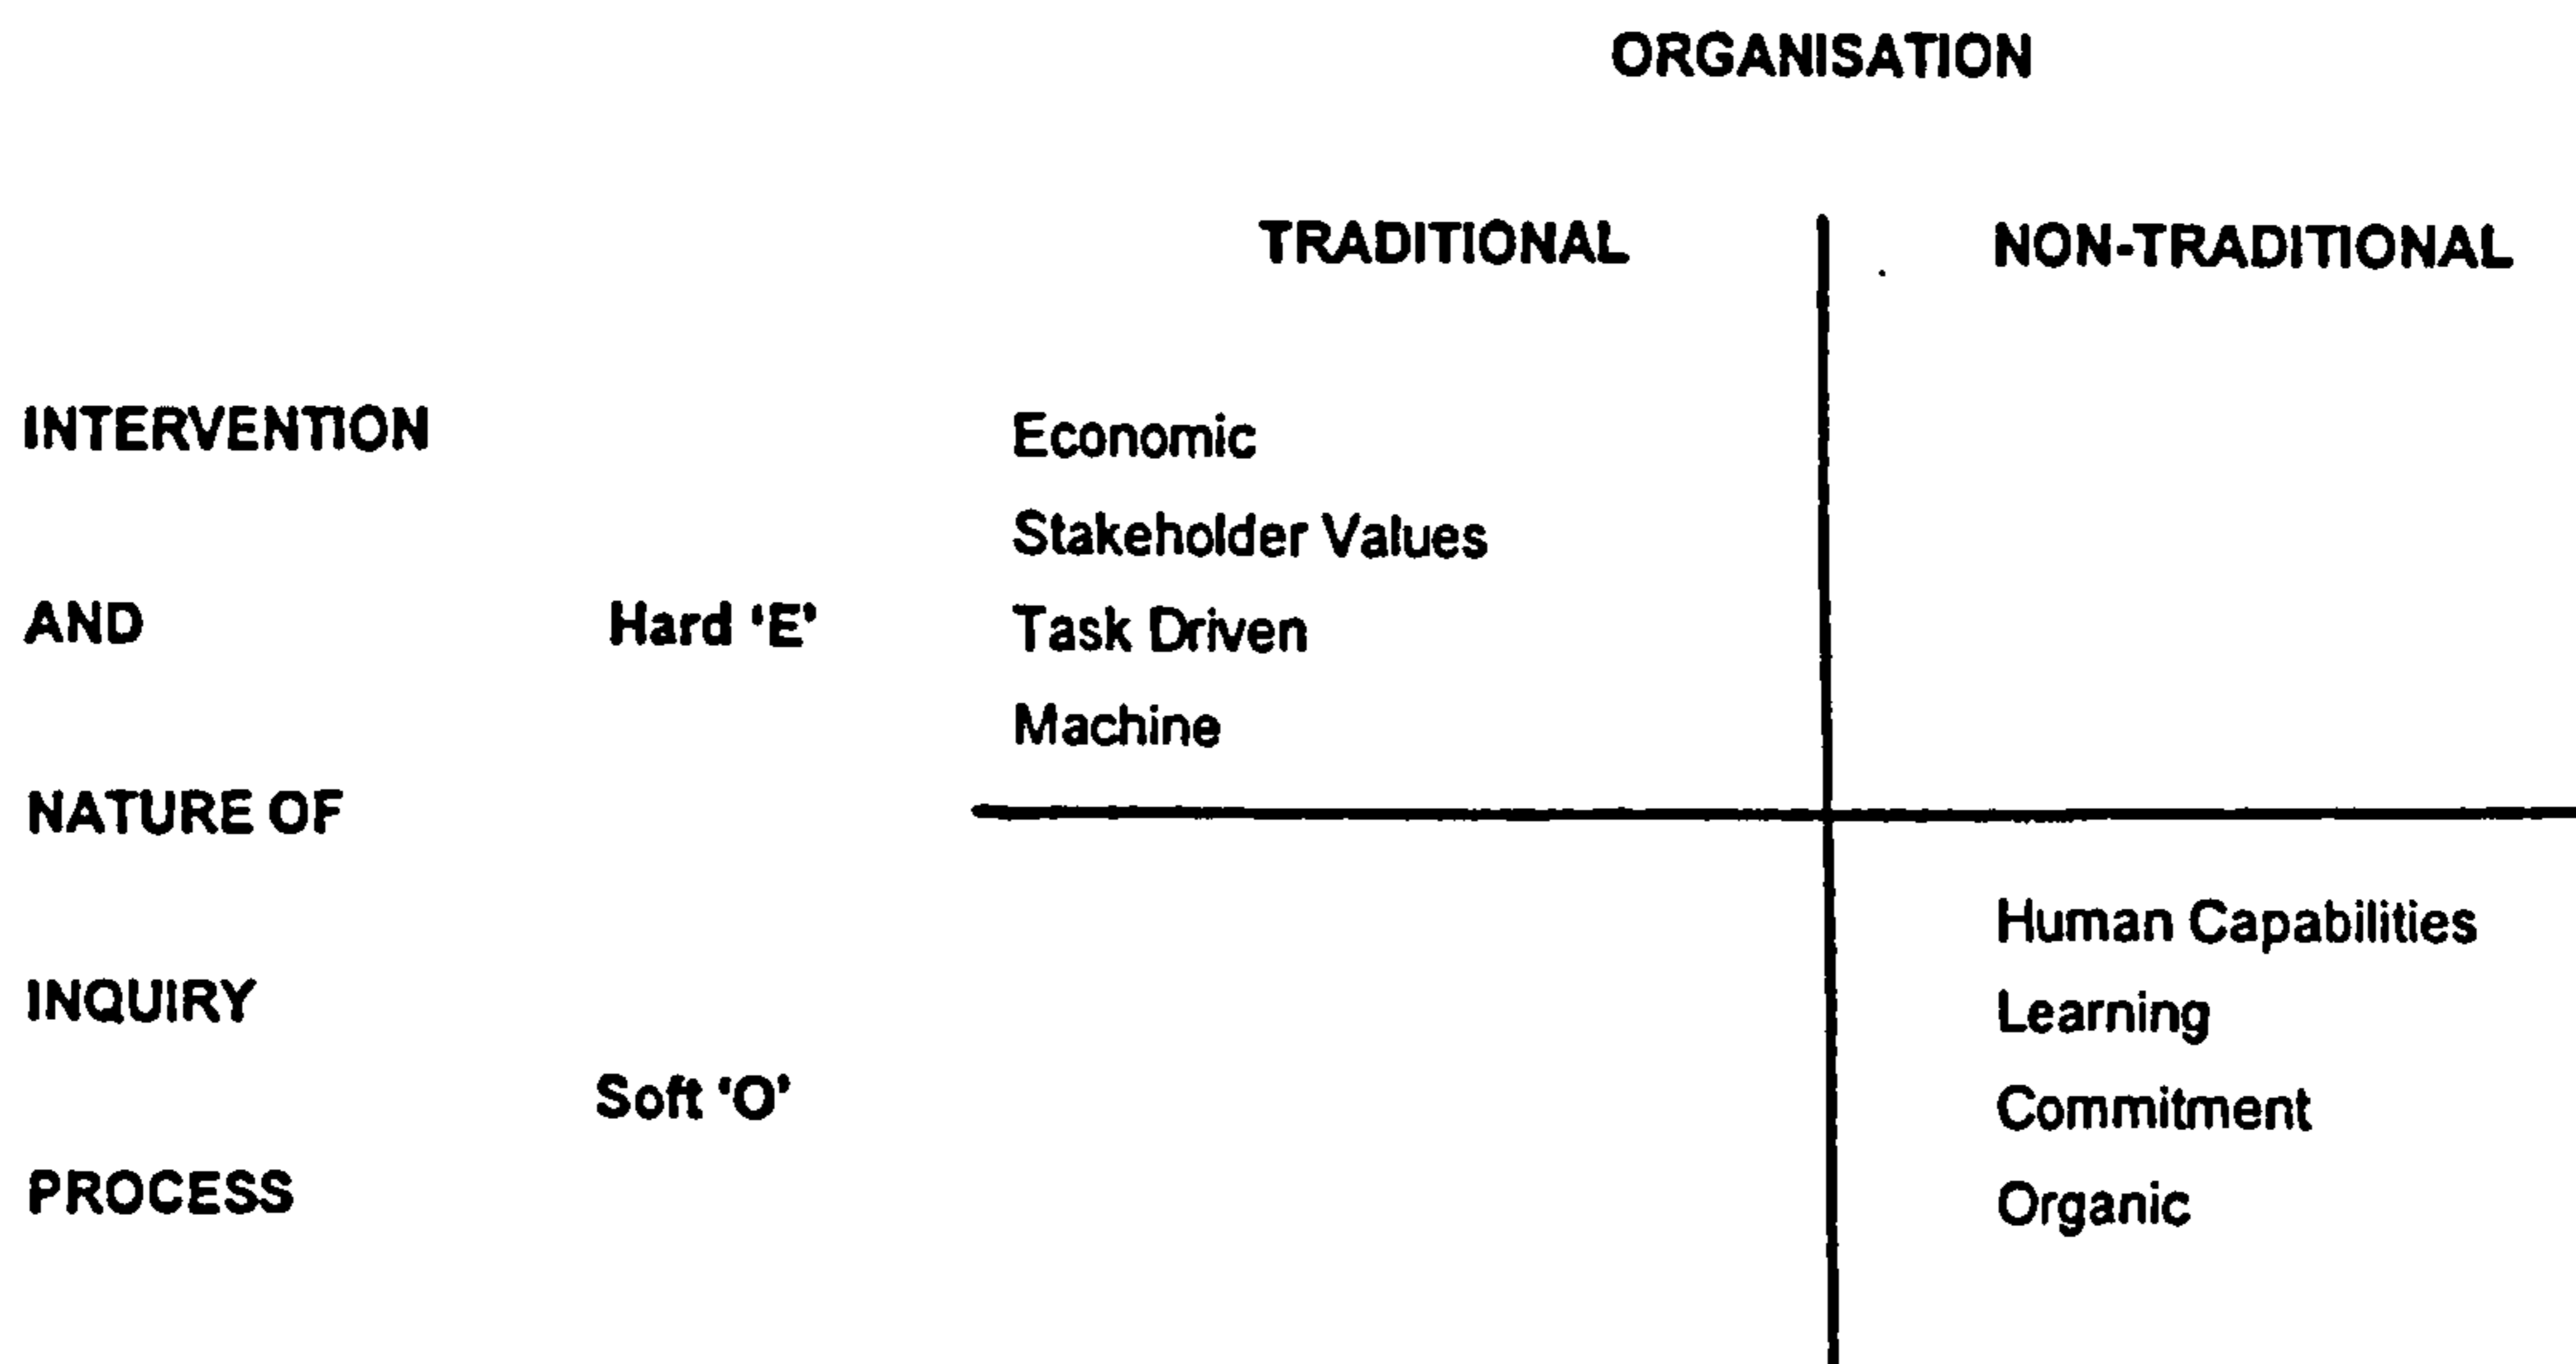 ORGANISATION
TRADITIONAL NON-TRADITIONAL
INTERVENTION Economic
Stakeholder Values
AND Hard ‘E’ Task Driven
Machine
NATURE OF
Human Capabilities
INQUIRY Learning
Soft ‘O’ Commitment
PROCESS Organic